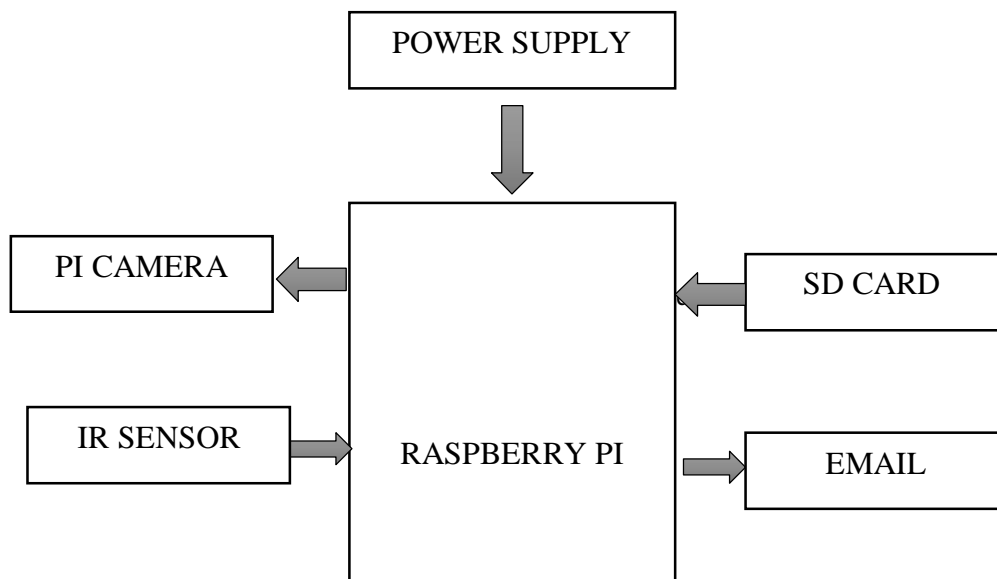 POWER SUPPLY
PI CAMERA
SD CARD
IR SENSOR
RASPBERRY PI
EMAIL